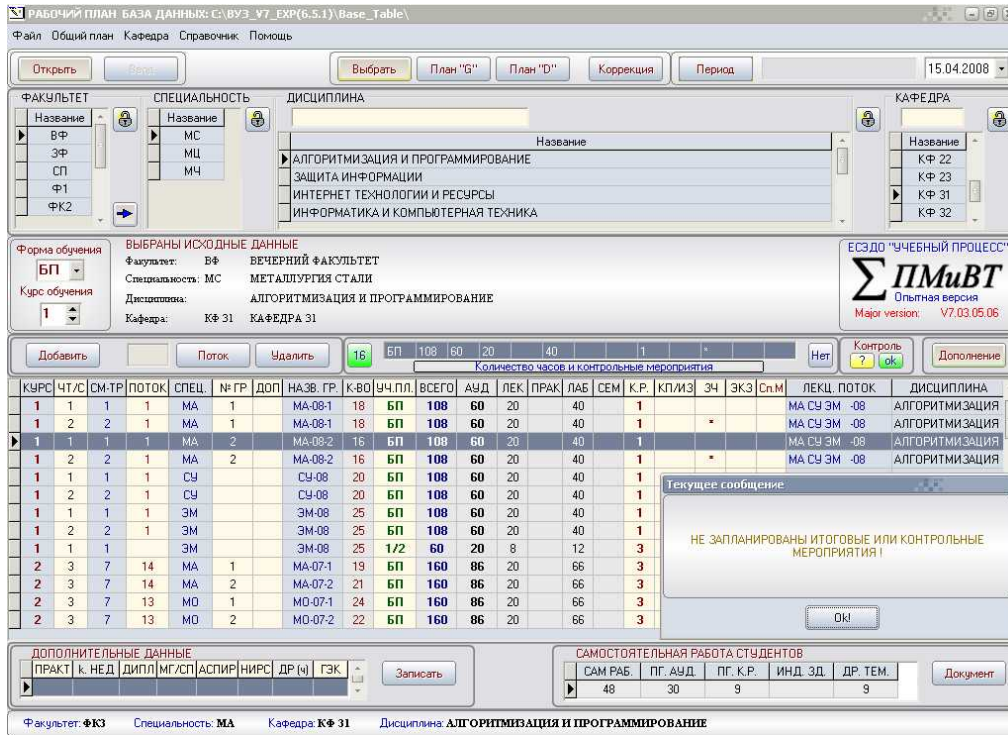 РАБОЧИЙ ПЛАН БАЗА ДАННЫХ: C:\ВУЗ_V7_EXP(6.5.1)\Base_Table\
Файл Общий план Кафедра Справочник Помощь
Открыть Выбрать План "G" План "D" Коррекция Период 15.04.2008
ФАКУЛЬТЕТ СПЕЦИАЛЬНОСТЬ ДИСЦИПЛИНА КАФЕДРА
Название Название Название Название
ВФ МС АЛГОРИТМИЗАЦИЯ И ПРОГРАММИРОВАНИЕ КФ 22
ЗФ МЦ ЗАЩИТА ИНФОРМАЦИИ КФ 23
СП МЧ ИНТЕРНЕТ ТЕХНОЛОГИИ И РЕСУРСЫ КФ 31
Ф1 ИНФОРМАТИКА И КОМПЬЮТЕРНАЯ ТЕХНИКА КФ 32
ФК2
Форма обучения ВЫБРАНЫ ИСХОДНЫЕ ДАННЫЕ ЕСЭДО "УЧЕБНЫЙ ПРОЦЕСС"
БП Факультет: ВФ ВЕЧЕРНИЙ ФАКУЛЬТЕТ
Специальность: МС МЕТАЛЛУРГИЯ СТАЛИ ∑ ПМиВТ
Курс обучения Дисциплина: АЛГОРИТМИЗАЦИЯ И ПРОГРАММИРОВАНИЕ Опытная версия
1 Кафедра: КФ 31 КАФЕДРА 31 Major version: V7.03.05.06
Добавить Поток Удалить 16 БП 108 60 20 40 1 * Нет Контроль ? ok Дополнение
Количество часов и контрольные мероприятия
КУРС ЧТ/С СМ-ТР ПОТОК СПЕЦ. № ГР ДОП НАЗВ. ГР. К-ВО УЧ.ПЛ. ВСЕГО АУД ЛЕК ПРАК ЛАБ СЕМ К.Р. КП/ИЗ ЗЧ ЭКЗ Сп.М ЛЕКЦ. ПОТОК ДИСЦИПЛИНА
1 1 1 1 МА 1 МА-08-1 18 БП 108 60 20 40 1 МА СУ ЭМ -08 АЛГОРИТМИЗАЦИЯ
1 2 2 1 МА 1 МА-08-1 18 БП 108 60 20 40 1 * МА СУ ЭМ -08 АЛГОРИТМИЗАЦИЯ
1 1 1 1 МА 2 МА-08-2 16 БП 108 60 20 40 1 МА СУ ЭМ -08 АЛГОРИТМИЗАЦИЯ
1 2 2 1 МА 2 МА-08-2 16 БП 108 60 20 40 1 * МА СУ ЭМ -08 АЛГОРИТМИЗАЦИЯ
1 1 1 1 СУ СУ-08 20 БП 108 60 20 40 1
1 2 2 1 СУ СУ-08 20 БП 108 60 20 40 1
1 1 1 1 ЭМ ЭМ-08 25 БП 108 60 20 40 1
1 2 2 1 ЭМ ЭМ-08 25 БП 108 60 20 40 1
1 1 1 ЭМ ЭМ-08 25 1/2 60 20 8 12 3
2 3 7 14 МА 1 МА-07-1 19 БП 160 86 20 66 3
2 3 7 14 МА 2 МА-07-2 21 БП 160 86 20 66 3
2 3 7 13 МО 1 МО-07-1 24 БП 160 86 20 66 3
2 3 7 13 МО 2 МО-07-2 22 БП 160 86 20 66 3
Текущее сообщение
НЕ ЗАПЛАНИРОВАНЫ ИТОГОВЫЕ ИЛИ КОНТРОЛЬНЫЕ
МЕРОПРИЯТИЯ !
Ok!
ДОПОЛНИТЕЛЬНЫЕ ДАННЫЕ САМОСТОЯТЕЛЬНАЯ РАБОТА СТУДЕНТОВ
ПРАКТ к. НЕД ДИПЛ МГ/СП АСПИР НИРС ДР (ч) ГЭК Записать САМ РАБ. ПГ. АУД. ПГ. К.Р. ИНД. ЗД. ДР. ТЕМ. Документ
48 30 9 9
Факультет: ФК3 Специальность: МА Кафедра: КФ 31 Дисциплина: АЛГОРИТМИЗАЦИЯ И ПРОГРАММИРОВАНИЕ